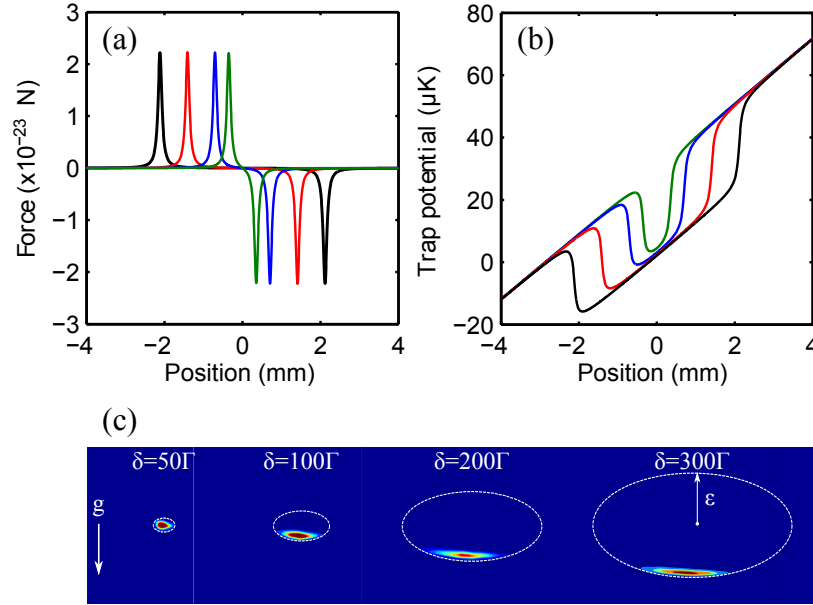 (a)
Force (x10⁻²³ N)
3
2
1
0
−1
−2
−3
−4
−2
0
2
4
Position (mm)
(b)
Trap potential (µK)
80
60
40
20
0
−20
−4
−2
0
2
4
Position (mm)
(c)
δ=50Γ
δ=100Γ
δ=200Γ
δ=300Γ
g
ε